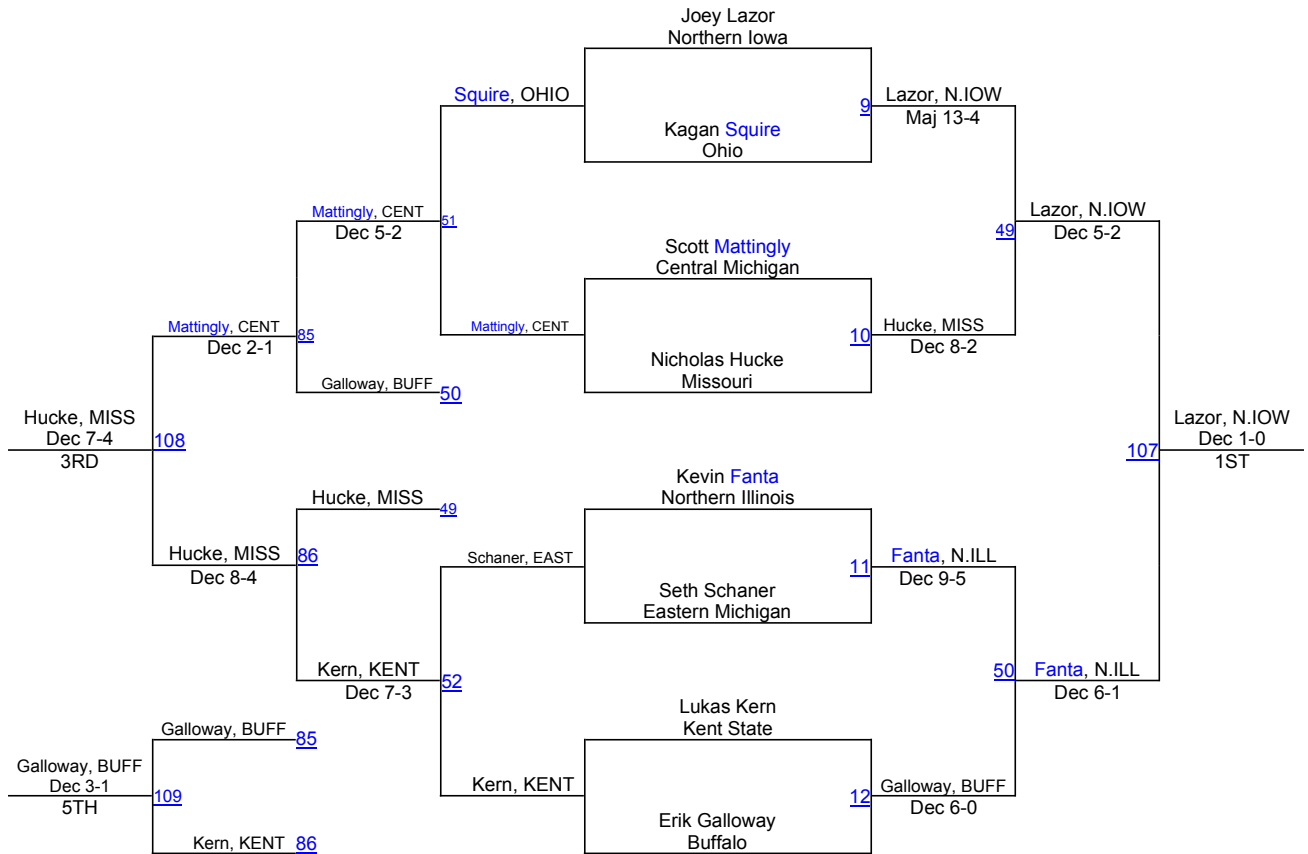 Joey Lazor
Northern Iowa
Squire, OHIO
9
Lazor, N.IOW
Maj 13-4
Kagan Squire
Ohio
Mattingly, CENT
Dec 5-2
51
Lazor, N.IOW
Dec 5-2
49
Scott Mattingly
Central Michigan
Mattingly, CENT
Dec 2-1
85
Mattingly, CENT
10
Hucke, MISS
Dec 8-2
Nicholas Hucke
Missouri
Galloway, BUFF
50
Hucke, MISS
Dec 7-4
3RD
108
Lazor, N.IOW
Dec 1-0
1ST
107
Kevin Fanta
Northern Illinois
Hucke, MISS
49
Hucke, MISS
Dec 8-4
86
Schaner, EAST
11
Fanta, N.ILL
Dec 9-5
Seth Schaner
Eastern Michigan
Kern, KENT
Dec 7-3
52
50
Fanta, N.ILL
Dec 6-1
Lukas Kern
Kent State
Galloway, BUFF
85
Galloway, BUFF
Dec 3-1
5TH
109
Kern, KENT
12
Galloway, BUFF
Dec 6-0
Erik Galloway
Buffalo
Kern, KENT
86